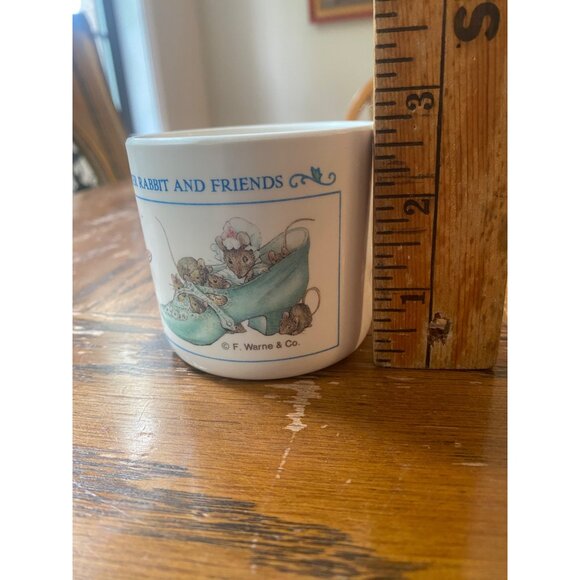 R RABBIT AND FRIENDS
© F. Warne & Co.
S
3
2
1